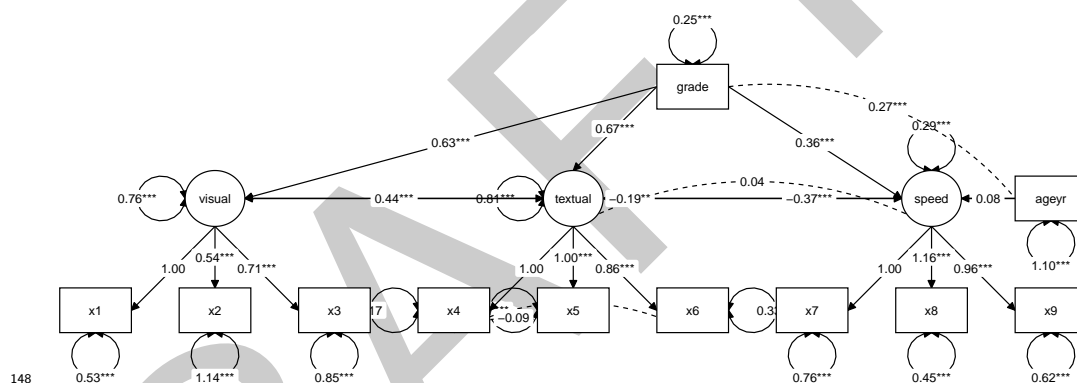 0.25***
grade
0.27***
0.29***
0.67***
0.63***
0.36***
0.04
0.76***
visual
0.44***
0.81***
textual
−0.19**
−0.37***
speed
0.08
ageyr
0.54***
1.00***
1.16***
1.00
0.71***
1.00
0.86***
1.00
0.96***
1.10***
x1
x2
x3
x4
−0.09
x5
x6
x7
x8
x9
0.53***
1.14***
0.85***
0.76***
0.45***
0.62***
148